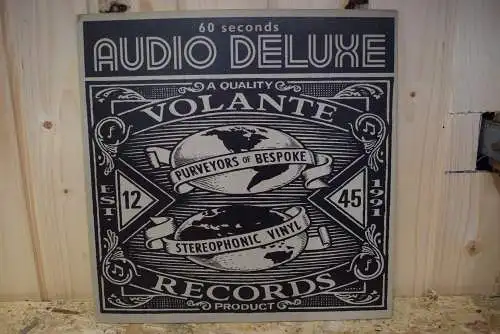 60 seconds
AUDIO DELUXE
A QUALITY
VOLANTE
PURVEYORS OF BESPOKE
EST. 12 45 1991
STEREOPHONIC VINYL
RECORDS
PRODUCT